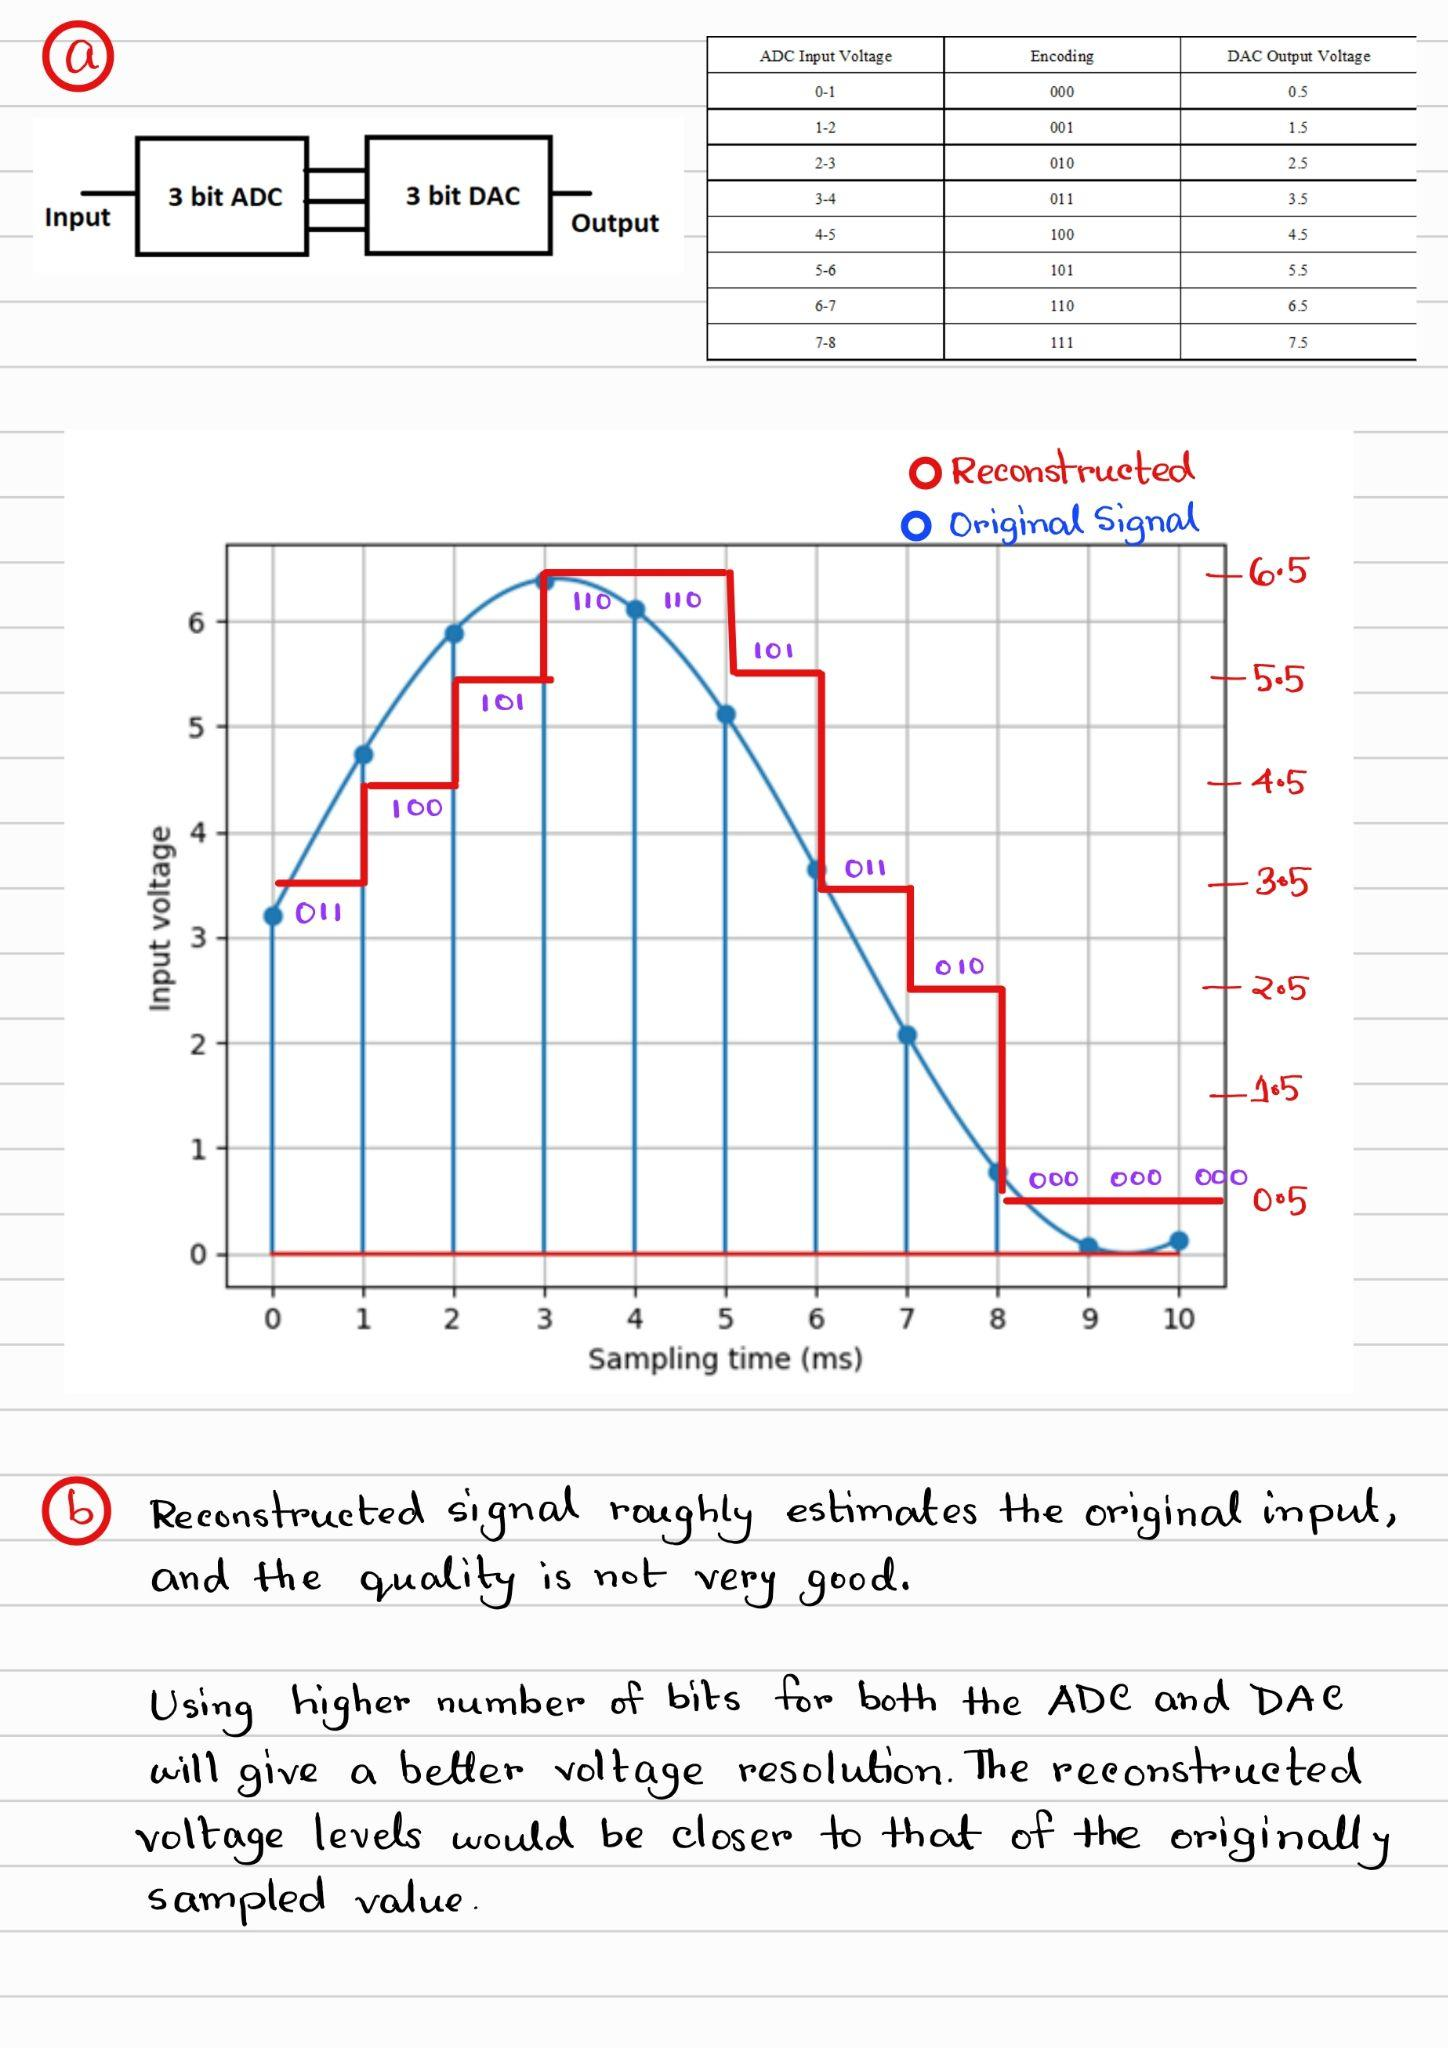 a
ADC Input Voltage Encoding DAC Output Voltage
0-1 000 0.5
1-2 001 1.5
2-3 010 2.5
3-4 011 3.5
4-5 100 4.5
5-6 101 5.5
6-7 110 6.5
7-8 111 7.5
3 bit ADC 3 bit DAC
Input Output
Reconstructed
Original Signal
6.5
110 110
6
101
5.5
101
5
4.5
100
4
011
3.5
011
3
010
2.5
2
1.5
1
000 000 000
0.5
0
Input voltage
0 1 2 3 4 5 6 7 8 9 10
Sampling time (ms)
b Reconstructed signal roughly estimates the original input,
and the quality is not very good.
Using higher number of bits for both the ADC and DAC
will give a better voltage resolution. The reconstructed
voltage levels would be closer to that of the originally
sampled value.